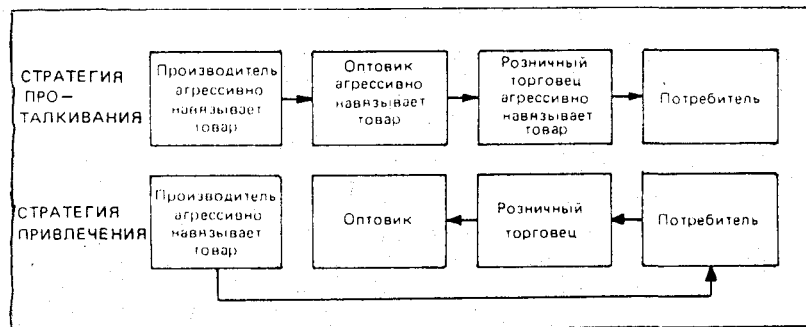 СТРАТЕГИЯ
ПРО-
ТАЛКИВАНИЯ
Производитель
агрессивно
навязывает
товар
Оптовик
агрессивно
навязывает
товар
Розничный
торговец
агрессивно
навязывает
товар
Потребитель
СТРАТЕГИЯ
ПРИВЛЕЧЕНИЯ
Производитель
агрессивно
навязывает
товар
Оптовик
Розничный
торговец
Потребитель